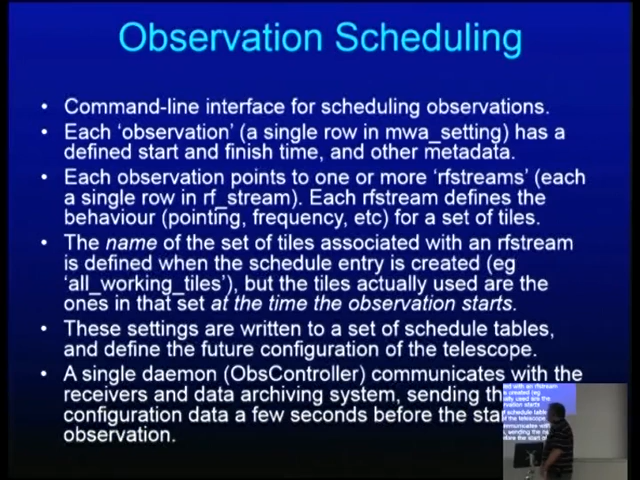 Observation Scheduling
• Command-line interface for scheduling observations.
• Each ‘observation’ (a single row in mwa_setting) has a
defined start and finish time, and other metadata.
• Each observation points to one or more ‘rfstreams’ (each
a single row in rf_stream). Each rfstream defines the
behaviour (pointing, frequency, etc) for a set of tiles.
• The name of the set of tiles associated with an rfstream
is defined when the schedule entry is created (eg
‘all_working_tiles’), but the tiles actually used are the
ones in that set at the time the observation starts.
• These settings are written to a set of schedule tables,
and define the future configuration of the telescope.
• A single daemon (ObsController) communicates with the
receivers and data archiving system, sending th
configuration data a few seconds before the sta
observation.